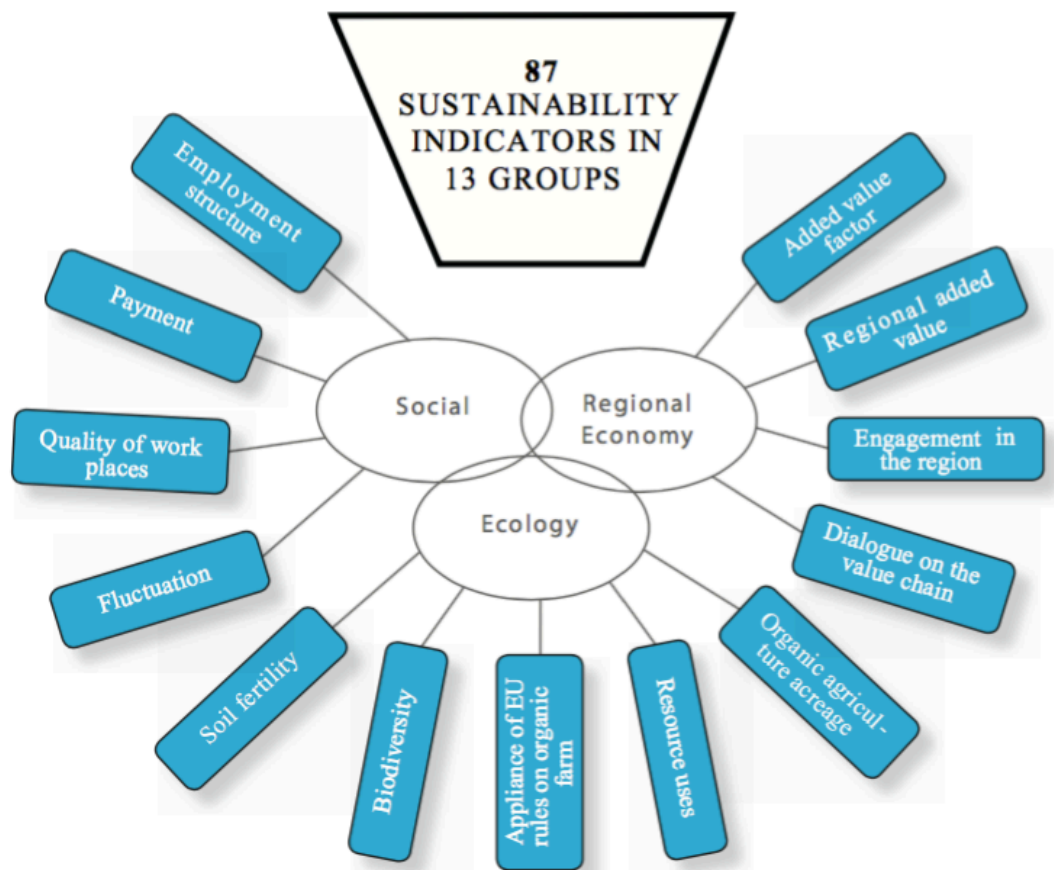 87
SUSTAINABILITY
INDICATORS IN
13 GROUPS
Employment
structure
Payment
Quality of work
places
Fluctuation
Soil fertility
Biodiversity
Appliance of EU
rules on organic
farm
Resource uses
Organic agricul-
ture acreage
Dialogue on the
value chain
Engagement in
the region
Regional added
value
Added value
factor
Social
Regional
Economy
Ecology